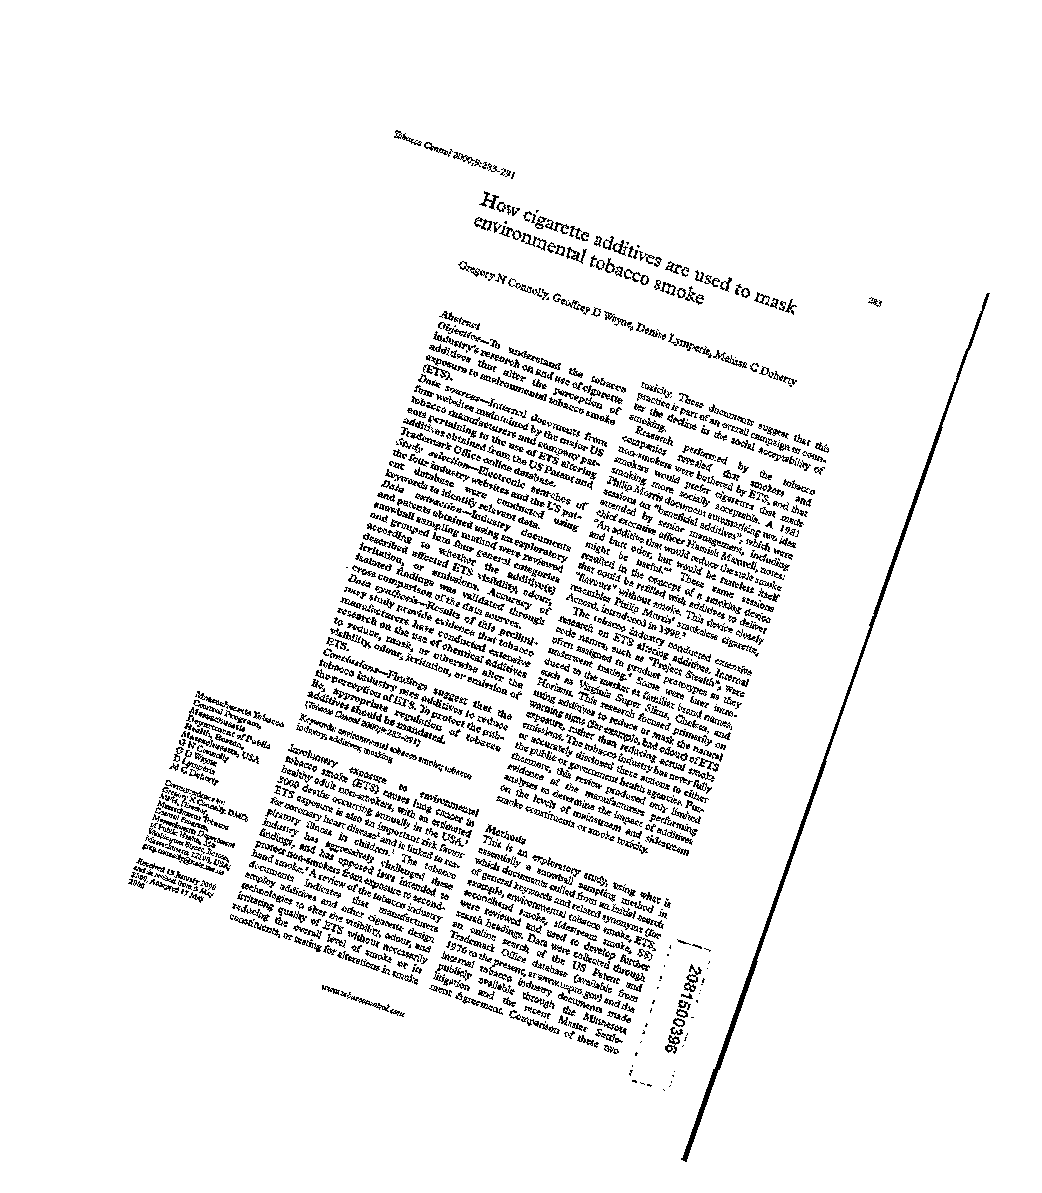 Tobacco Control 2000;9:283–291
283
How cigarette additives are used to mask
environmental tobacco smoke
Gregory N Connolly, Geoffrey D Wayne, Denise Lymperis, Melissa C Doherty
Abstract
Objective—To understand the tobacco
industry's research on and use of cigarette
additives that alter the perception of
exposure to environmental tobacco smoke
(ETS).
Data sources—Internal documents from
four websites maintained by the major US
tobacco manufacturers and company pat-
ents pertaining to the use of ETS altering
additives obtained from the US Patent and
Trademark Office online database.
Study selection—Electronic searches of
the four industry websites and the US pat-
ent database were conducted using
keywords to identify relevant data.
Data extraction—Industry documents
and patents obtained using an exploratory
snowball sampling method were reviewed
and grouped into four general categories
according to whether the additive(s)
described affected ETS visibility, odour,
irritation, or emissions. Accuracy of
isolated findings was validated through
cross comparison of the data sources.
Data synthesis—Results of this prelimi-
nary study provide evidence that tobacco
manufacturers have conducted extensive
research on the use of chemical additives
to reduce, mask, or otherwise alter the
visibility, odour, irritation, or emission of
ETS.
Conclusions—Findings suggest that the
tobacco industry uses additives to reduce
the perception of ETS. To protect the pub-
lic, appropriate regulation of tobacco
additives should be mandated.
(Tobacco Control 2000;9:283–291)
Keywords: environmental tobacco smoke; tobacco
industry; additives; masking
Involuntary exposure to environmental
tobacco smoke (ETS) causes lung cancer in
healthy adult non-smokers, with an estimated
3000 deaths occurring annually in the USA.
ETS exposure is also an important risk factor
for coronary heart disease and is linked to res-
piratory illness in children. The tobacco
industry has aggressively challenged these
findings, and has opposed laws intended to
protect non-smokers from exposure to second-
hand smoke. A review of the tobacco industry
documents indicates that manufacturers
employ additives and other cigarette design
technologies to alter the visibility, odour, and
irritating quality of ETS without necessarily
reducing the overall level of smoke or its
constituents, or testing for alterations in smoke
toxicity. These documents suggest that this
practice is part of an overall campaign to coun-
ter the decline in the social acceptability of
smoking.
Research performed by the tobacco
companies revealed that smokers and
non-smokers were bothered by ETS, and that
smokers would prefer cigarettes that made
smoking more socially acceptable. A 1981
Philip Morris document summarising two idea
sessions on "beneficial additives", which were
attended by senior management, including
chief executive officer Hamish Maxwell, notes:
"An additive that would reduce the stale smoke
and butt odor, but would be tasteless itself
might be useful." These same sessions
resulted in the concept of a smoking device
that could be refilled with additives to deliver
"flavours" without smoke. This device closely
resembles Philip Morris' smokeless cigarette,
Accord, introduced in 1998.
The tobacco industry conducted extensive
research on ETS altering additives. Internal
code names, such as "Project Stealth", were
often assigned to product prototypes as they
underwent testing. Some were later intro-
duced to the market as familiar brand names,
such as Virginia Super Slims, Chelsea, and
Horizon. This research focused primarily on
using additives to reduce or mask the natural
warning signs (for example, bad odour) of ETS
exposure, rather than reducing actual smoke
emissions. The tobacco industry has never fully
or accurately disclosed these actions to either
the public or government health agencies. Fur-
thermore, this review produced only limited
evidence of the manufacturers performing
analyses to determine the impact of additives
on the levels of mainstream and sidestream
smoke constituents or smoke toxicity.
Methods
This is an exploratory study, using what is
essentially a snowball sampling method in
which documents culled from an initial search
of general keywords and related synonyms (for
example, environmental tobacco smoke, ETS,
secondhand smoke, sidestream smoke, SS)
were reviewed and used to develop further
search headings. Data were collected through
an online search of the US Patent and
Trademark Office database (available from
1976 to the present, at www.uspto.gov) and the
internal tobacco industry documents made
publicly available through the Minnesota
litigation and the recent Master Settle-
ment Agreement. Comparison of these two
Massachusetts Tobacco
Control Program,
Massachusetts
Department of Public
Health, Boston,
Massachusetts, USA
G N Connolly
G D Wayne
D Lymperis
M C Doherty
Correspondence to:
Gregory N Connolly, DMD,
MPH, Director,
Massachusetts Tobacco
Control Program,
Massachusetts Department
of Public Health, 250
Washington Street, Boston,
Massachusetts 02108, USA;
Received 18 January 2000
and in revised form 3 May
2000. Accepted 17 May
2000
www.tobaccocontrol.com
2081500396